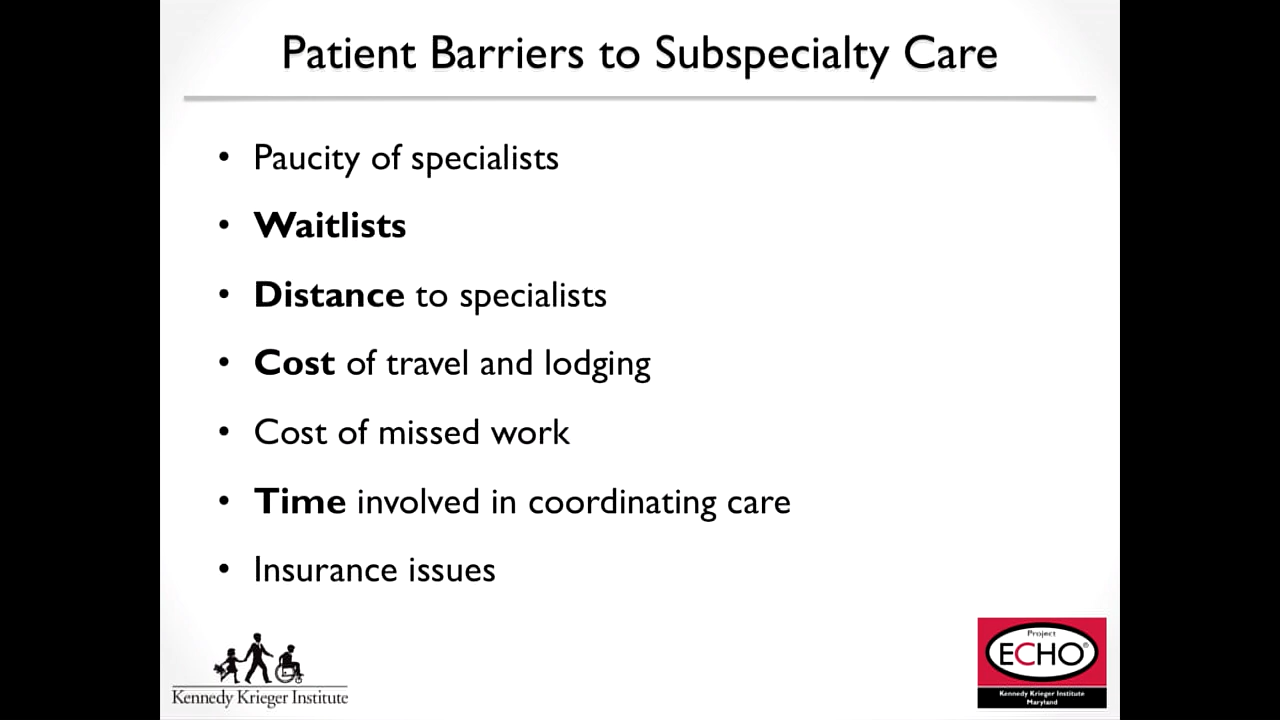 Patient Barriers to Subspecialty Care
• Paucity of specialists
• Waitlists
• Distance to specialists
• Cost of travel and lodging
• Cost of missed work
• Time involved in coordinating care
• Insurance issues
Kennedy Krieger Institute
Project
ECHO®
Kennedy Krieger Institute
Maryland